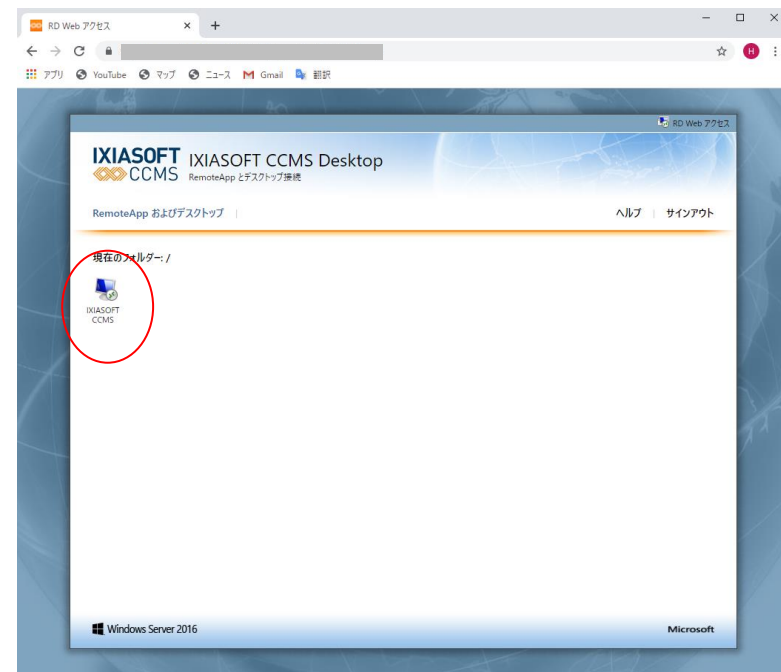 RD Web アクセス
H
アプリ YouTube マップ ニュース Gmail 翻訳
RD Web アクセス
IXIASOFT CCMS
IXIASOFT CCMS Desktop
RemoteApp とデスクトップ接続
RemoteApp およびデスクトップ ヘルプ サインアウト
現在のフォルダー: /
IXIASOFT
CCMS
Windows Server 2016 Microsoft